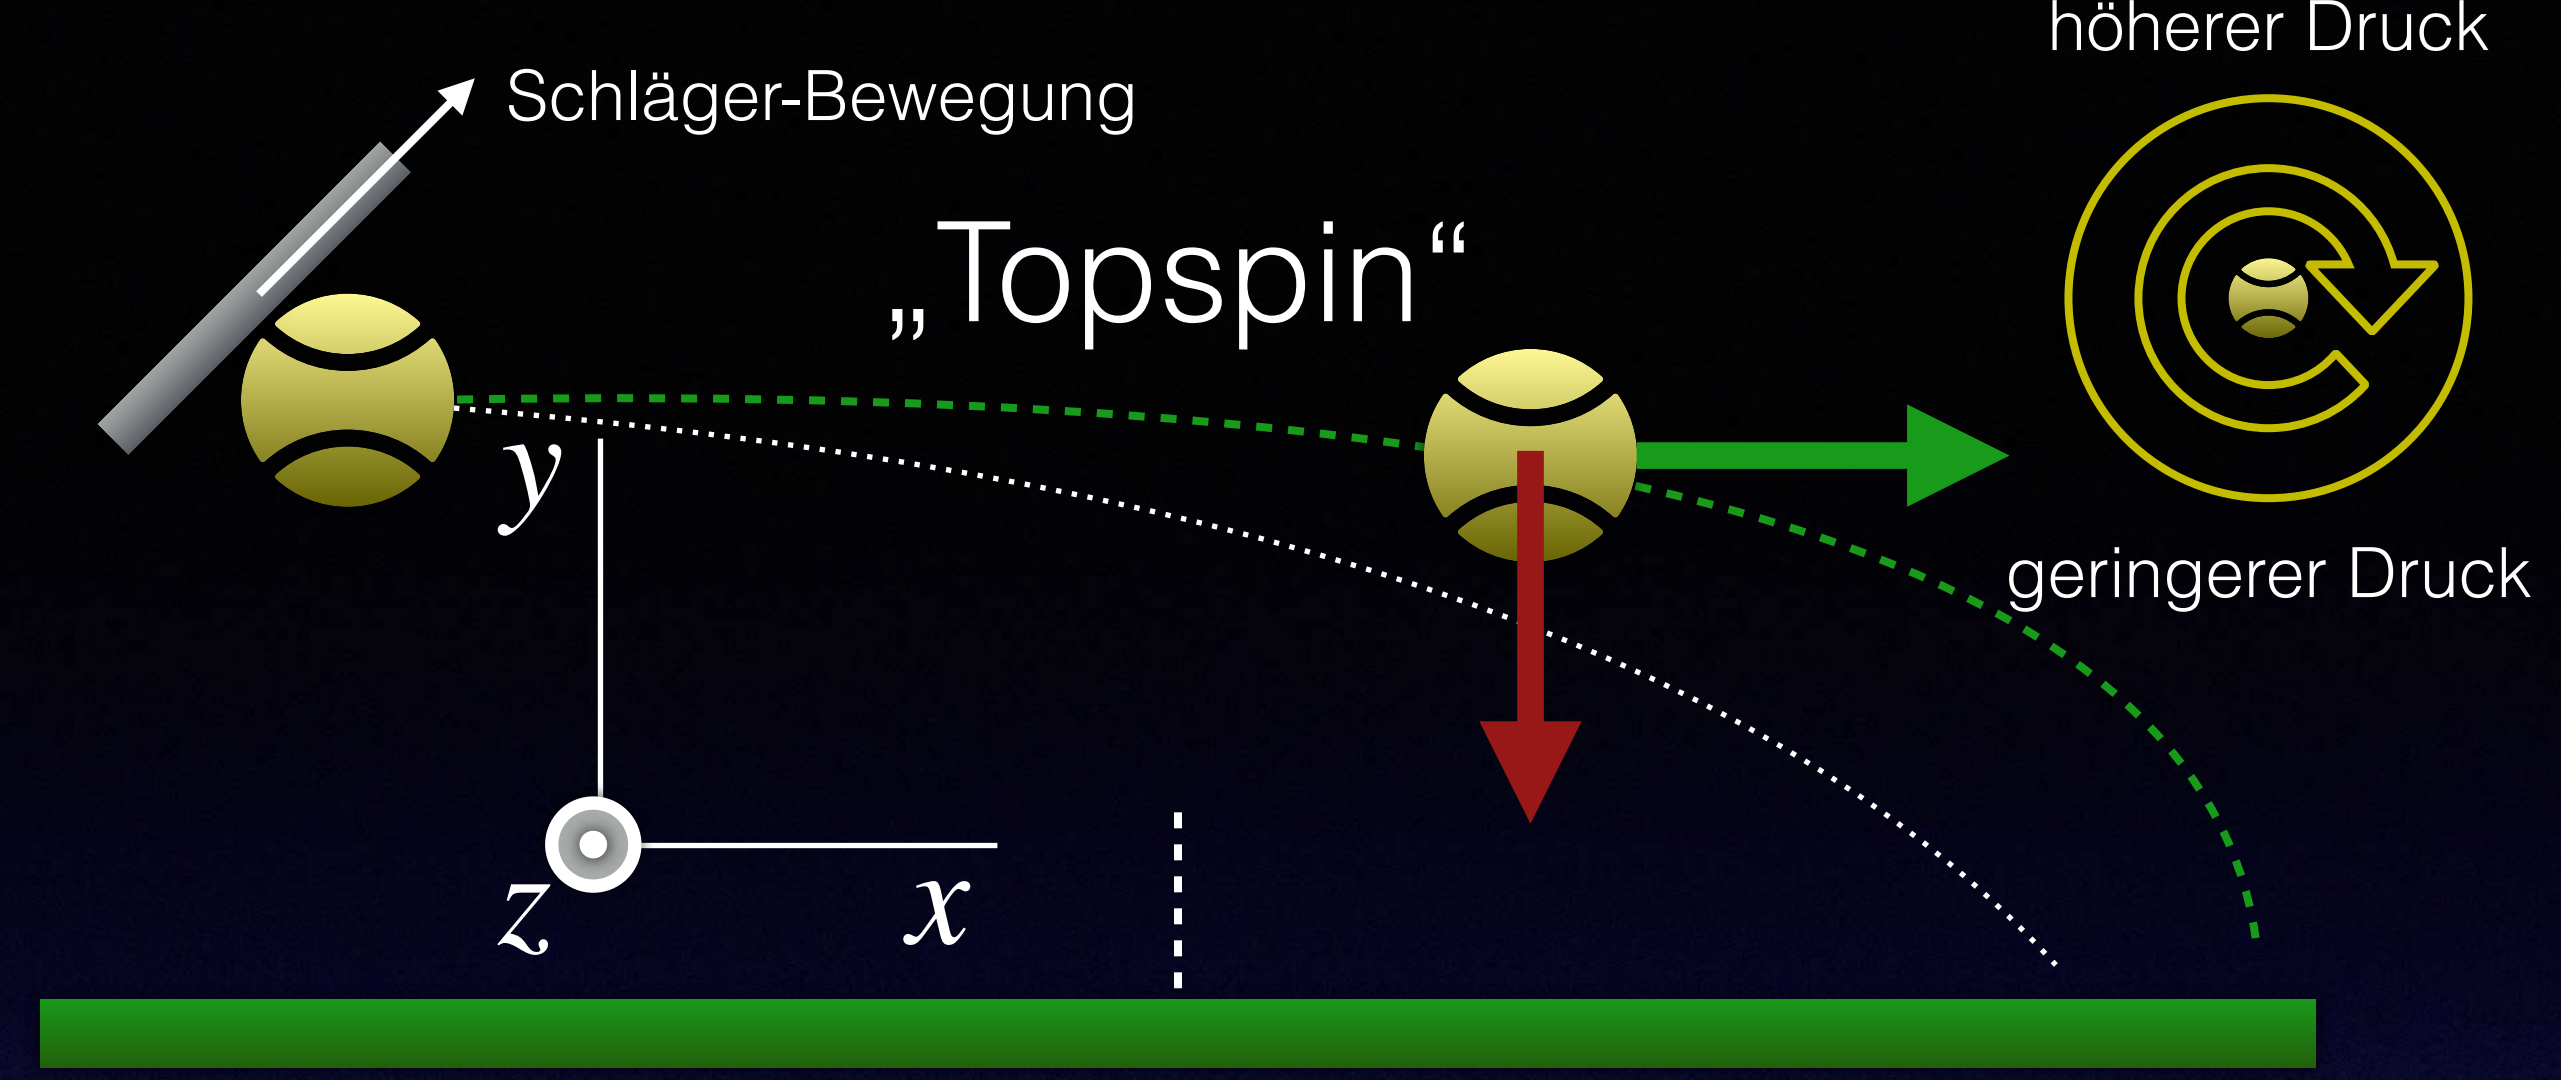 höherer Druck
Schläger-Bewegung
„Topspin“
y
geringerer Druck
z
x